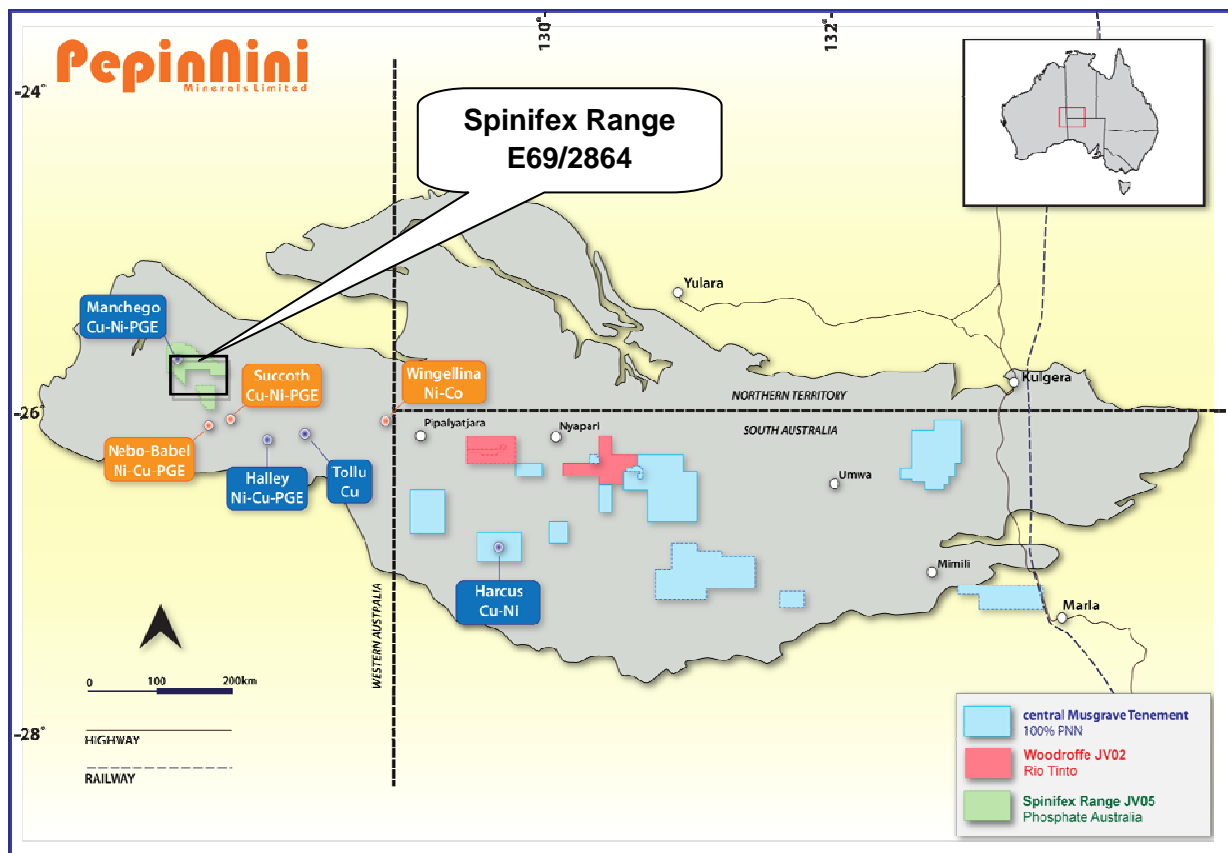 PepinNini
Minerals Limited
130°
132°
-24°
Spinifex Range
E69/2864
Yulara
Manchego
Cu-Ni-PGE
Succoth
Cu-Ni-PGE
Wingellina
Ni-Co
Kulgera
NORTHERN TERRITORY
-26°
SOUTH AUSTRALIA
Pipalyatjara
Nyapari
Nebo-Babel
Ni-Cu-PGE
Halley
Ni-Cu-PGE
Tollu
Cu
Umwa
Harcus
Cu-Ni
Mimili
Marla
WESTERN AUSTRALIA
0 100 200km
-28°
HIGHWAY
RAILWAY
central Musgrave Tenement
100% PNN
Woodroffe JV02
Rio Tinto
Spinifex Range JV05
Phosphate Australia